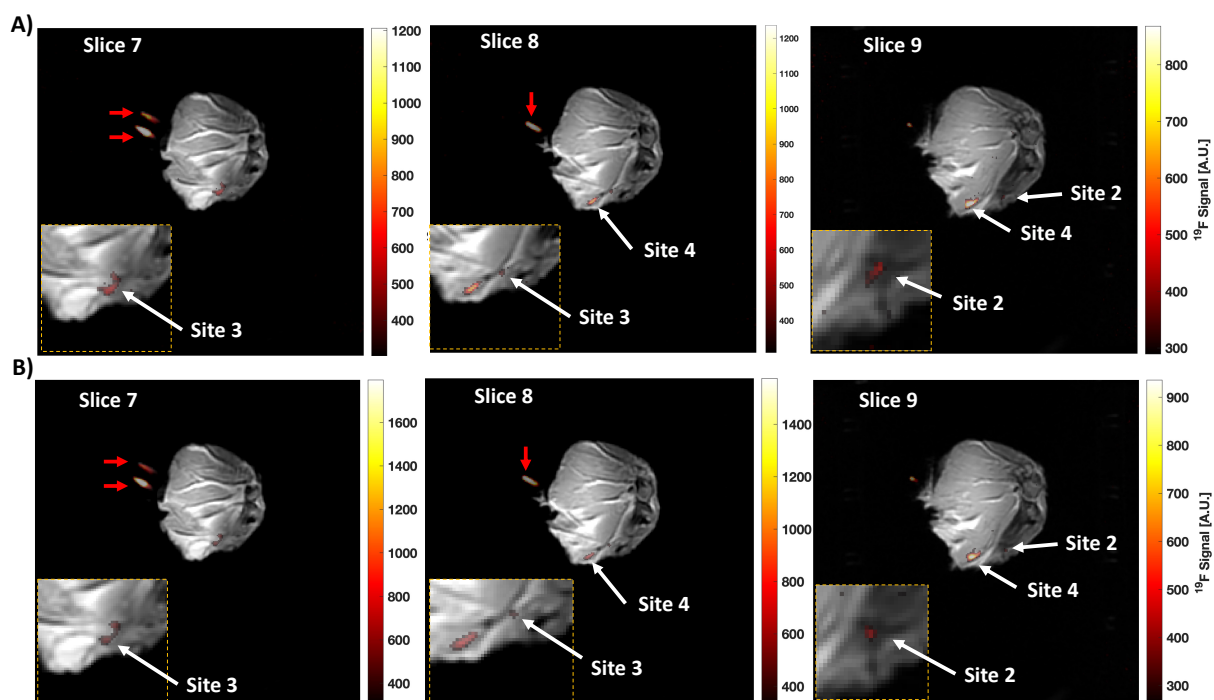 A)
Slice 7
Site 3
1200
1100
1000
900
800
700
600
500
400
Slice 8
Site 4
Site 3
1200
1100
1000
900
800
700
600
500
400
Slice 9
Site 2
Site 4
Site 2
800
700
600
500
400
300
¹⁹F Signal [A.U.]
B)
Slice 7
Site 3
1600
1400
1200
1000
800
600
400
Slice 8
Site 4
Site 3
1400
1200
1000
800
600
400
Slice 9
Site 2
Site 4
Site 2
900
800
700
600
500
400
300
¹⁹F Signal [A.U.]